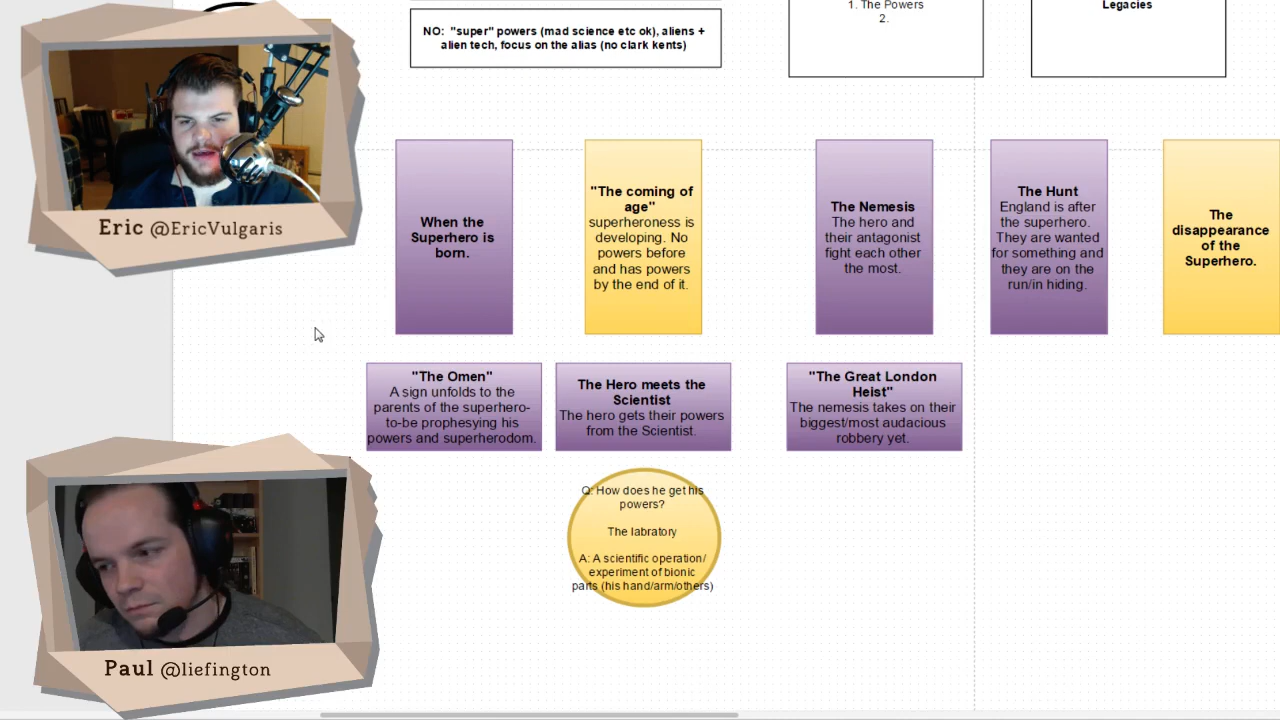 1. The Powers
2.
Legacies
NO: "super" powers (mad science etc ok), aliens +
alien tech, focus on the alias (no clark kents)
When the
Superhero is
born.
"The coming of
age"
superheroness is
developing. No
powers before
and has powers
by the end of it.
The Nemesis
The hero and
their antagonist
fight each other
the most.
The Hunt
England is after
the superhero.
They are wanted
for something and
they are on the
run/in hiding.
The
disappearance
of the
Superhero.
Eric @EricVulgaris
"The Omen"
A sign unfolds to the
parents of the superhero-
to-be prophesying his
powers and superherodom.
The Hero meets the
Scientist
The hero gets their powers
from the Scientist.
"The Great London
Heist"
The nemesis takes on their
biggest/most audacious
robbery yet.
Q: How does he get his
powers?
The labratory
A: A scientific operation/
experiment of bionic
parts (his hand/arm/others)
Paul @liefington